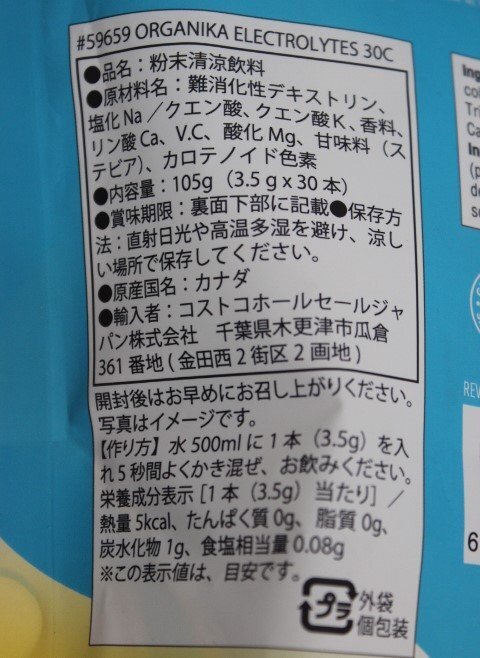 #59659 ORGANIKA ELECTROLYTES 30C
●品名：粉末清涼飲料
●原材料名：難消化性デキストリン、
塩化Na／クエン酸、クエン酸K、香料、
リン酸Ca、V.C、酸化Mg、甘味料（ス
テビア）、カロテノイド色素
●内容量：105g（3.5 g x 30 本）
●賞味期限：裏面下部に記載●保存方
法：直射日光や高温多湿を避け、涼し
い場所で保存してください。
●原産国名：カナダ
●輸入者：コストコホールセールジャ
パン株式会社　千葉県木更津市瓜倉
361 番地 ( 金田西 2 街区 2 画地 )
開封後はお早めにお召し上がりください。
写真はイメージです。
【作り方】水 500ml に 1 本（3.5g）を入
れ 5 秒間よくかき混ぜ、お飲みください。
栄養成分表示［1 本（3.5g）当たり］／
熱量 5kcal、たんぱく質 0g、脂質 0g、
炭水化物 1g、食塩相当量 0.08g
※この表示値は、目安です。
プラ
外袋
個包装